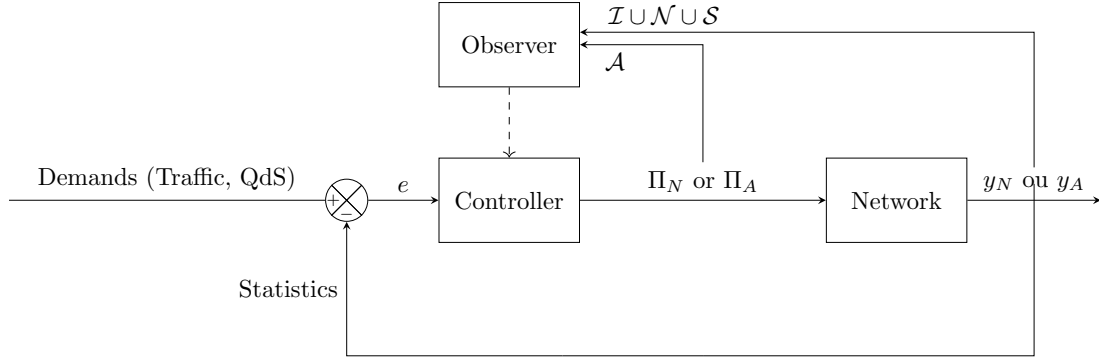 ℐ ∪ 𝒩 ∪ 𝒮
Observer
𝒜
Demands (Traffic, QdS)
+
−
e
Controller
Π_N or Π_A
Network
y_N ou y_A
Statistics